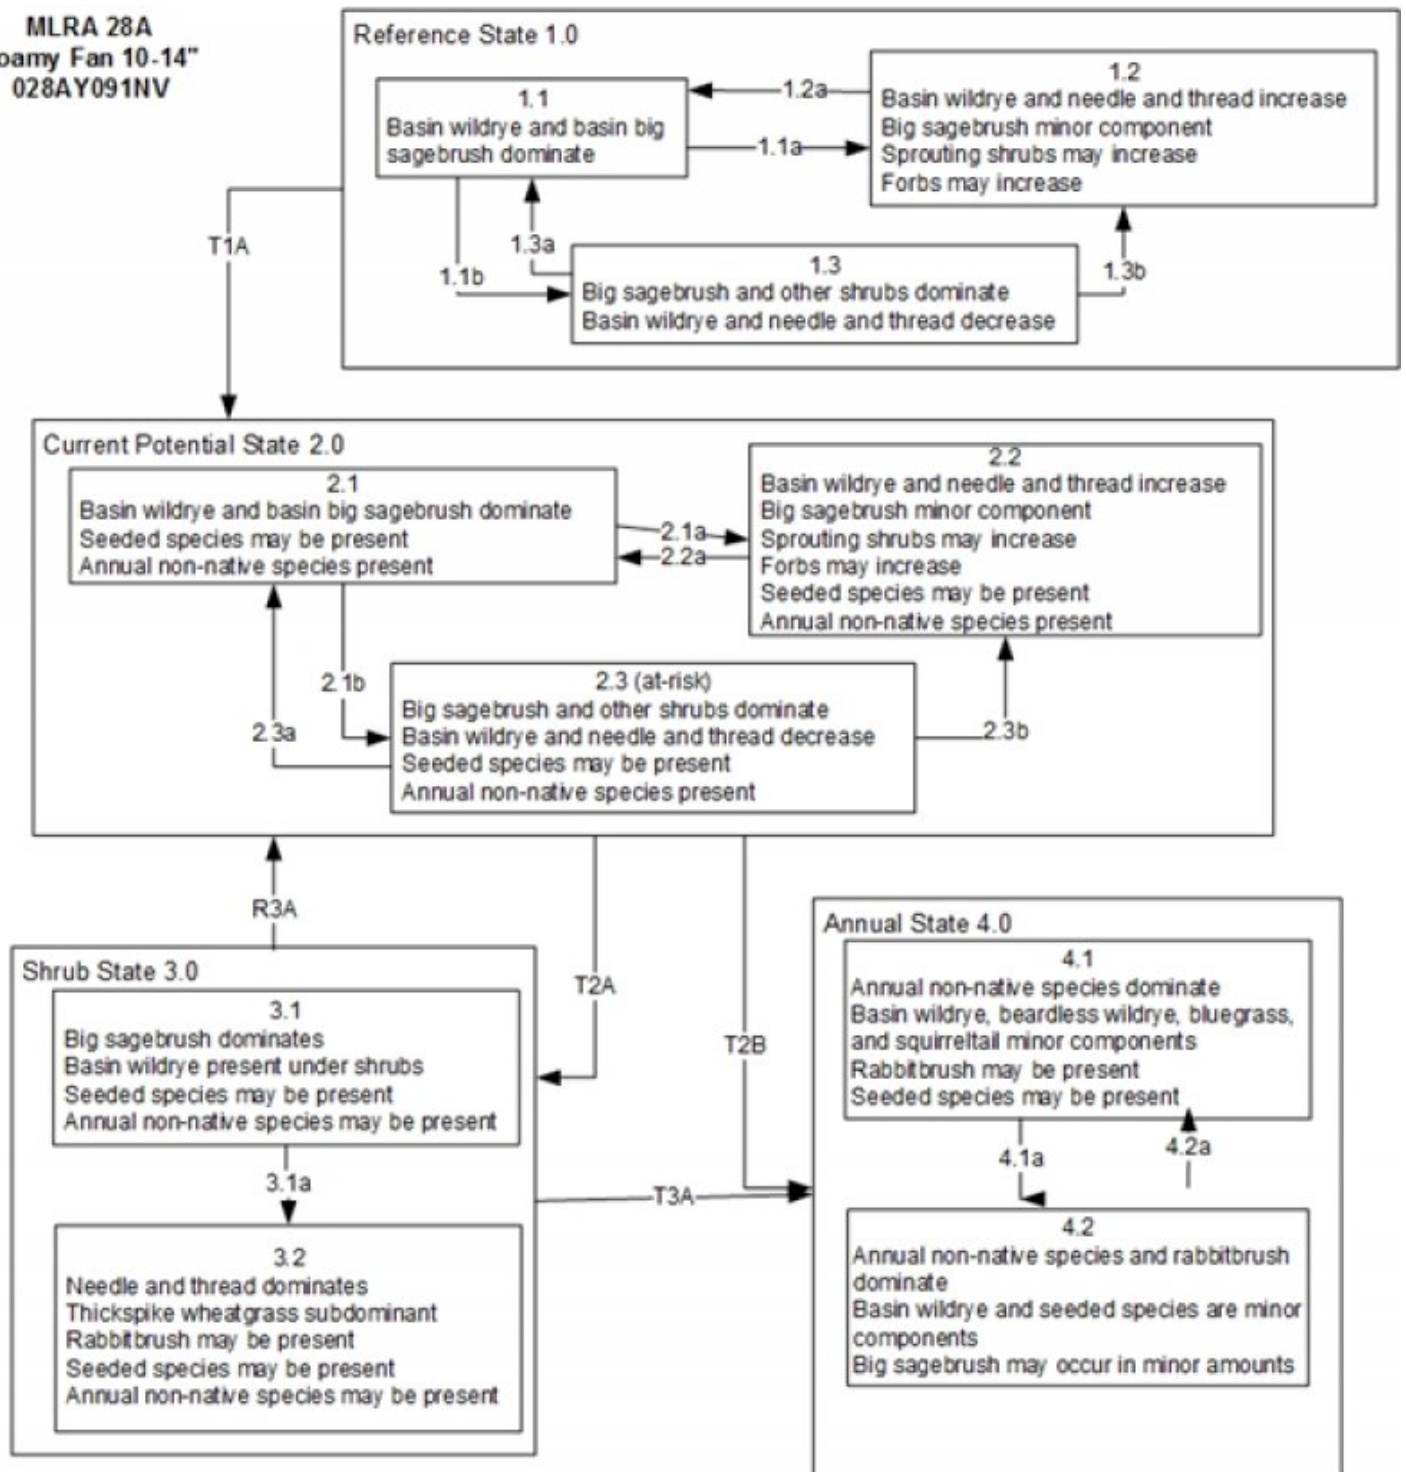 MLRA 28A
oamy Fan 10-14"
028AY091NV
Reference State 1.0
1.1
Basin wildrye and basin big
sagebrush dominate
1.2a
1.1a
1.2
Basin wildrye and needle and thread increase
Big sagebrush minor component
Sprouting shrubs may increase
Forbs may increase
T1A
1.1b
1.3a
1.3
Big sagebrush and other shrubs dominate
Basin wildrye and needle and thread decrease
1.3b
Current Potential State 2.0
2.1
Basin wildrye and basin big sagebrush dominate
Seeded species may be present
Annual non-native species present
2.1a
2.2a
2.2
Basin wildrye and needle and thread increase
Big sagebrush minor component
Sprouting shrubs may increase
Forbs may increase
Seeded species may be present
Annual non-native species present
2.1b
2.3a
2.3 (at-risk)
Big sagebrush and other shrubs dominate
Basin wildrye and needle and thread decrease
Seeded species may be present
Annual non-native species present
2.3b
R3A
T2A
T2B
Shrub State 3.0
3.1
Big sagebrush dominates
Basin wildrye present under shrubs
Seeded species may be present
Annual non-native species may be present
3.1a
3.2
Needle and thread dominates
Thickspike wheatgrass subdominant
Rabbitbrush may be present
Seeded species may be present
Annual non-native species may be present
T3A
Annual State 4.0
4.1
Annual non-native species dominate
Basin wildrye, beardless wildrye, bluegrass,
and squirreltail minor components
Rabbitbrush may be present
Seeded species may be present
4.1a
4.2a
4.2
Annual non-native species and rabbitbrush
dominate
Basin wildrye and seeded species are minor
components
Big sagebrush may occur in minor amounts